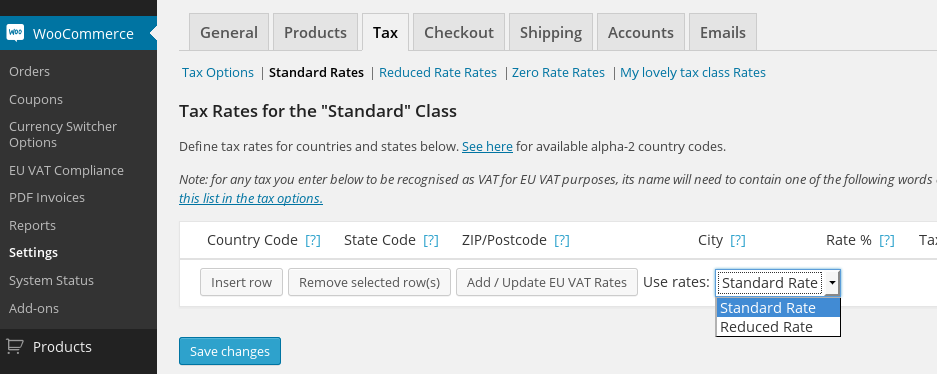 WooCommerce
Orders
Coupons
Currency Switcher
Options
EU VAT Compliance
PDF Invoices
Reports
Settings
System Status
Add-ons
Products
General Products Tax Checkout Shipping Accounts Emails
Tax Options | Standard Rates | Reduced Rate Rates | Zero Rate Rates | My lovely tax class Rates
Tax Rates for the "Standard" Class
Define tax rates for countries and states below. See here for available alpha-2 country codes.
Note: for any tax you enter below to be recognised as VAT for EU VAT purposes, its name will need to contain one of the following words
this list in the tax options.
Country Code [?] State Code [?] ZIP/Postcode [?] City [?] Rate % [?] Tax
Insert row Remove selected row(s) Add / Update EU VAT Rates Use rates: Standard Rate
Standard Rate
Reduced Rate
Save changes